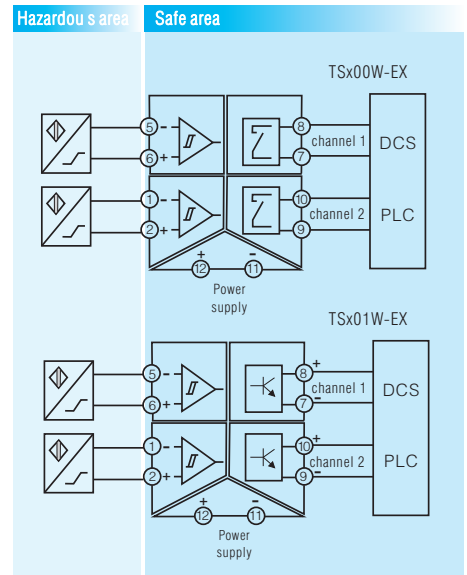 Hazardou s area Safe area
TSx00W-EX
5 - 8
channel 1 DCS
6 + 7
1 - 10
channel 2 PLC
2 + 9
+ -
12 11
Power
supply
TSx01W-EX
5 - 8 +
channel 1 DCS
6 + 7 -
1 - 10 +
channel 2 PLC
2 + 9 -
+ -
12 11
Power
supply